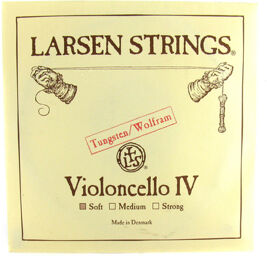 LARSEN STRINGS®
Tungsten/Wolfram
Violoncello IV
Soft Medium Strong
Made in Denmark